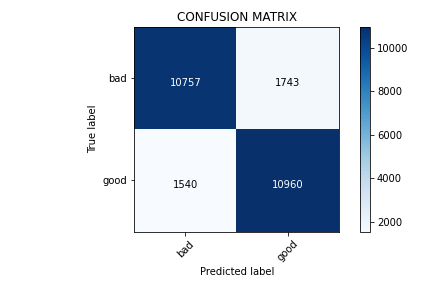 CONFUSION MATRIX
True label
bad
10757 1743
good
1540 10960
bad good
Predicted label
10000
8000
6000
4000
2000